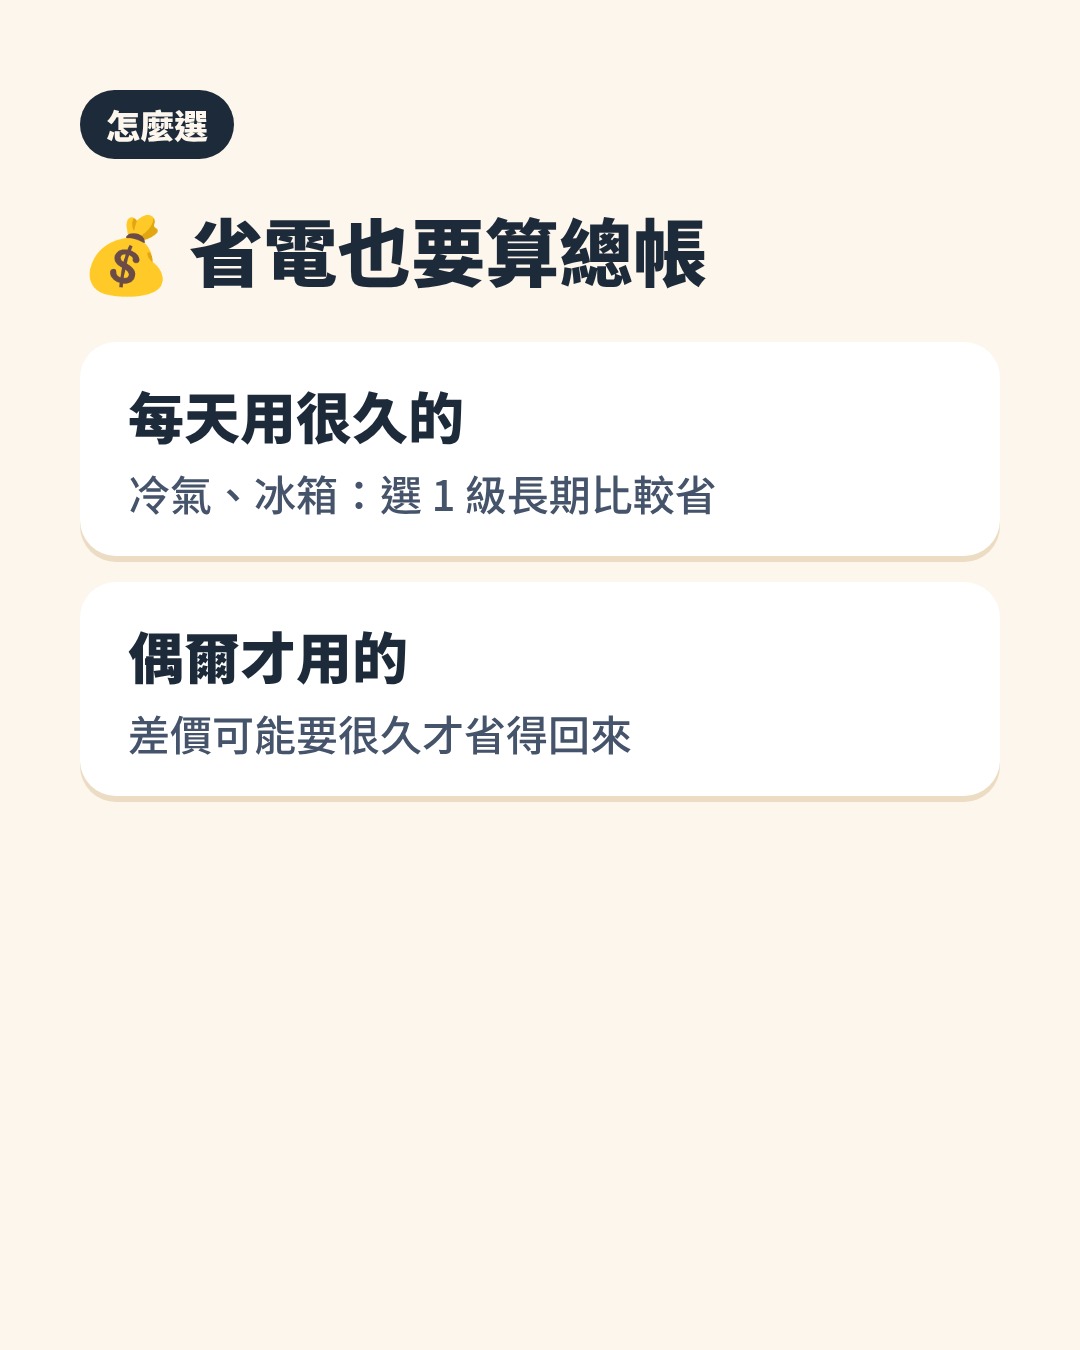 怎麼選
💰 省電也要算總帳
每天用很久的
冷氣、冰箱：選 1 級長期比較省
偶爾才用的
差價可能要很久才省得回來